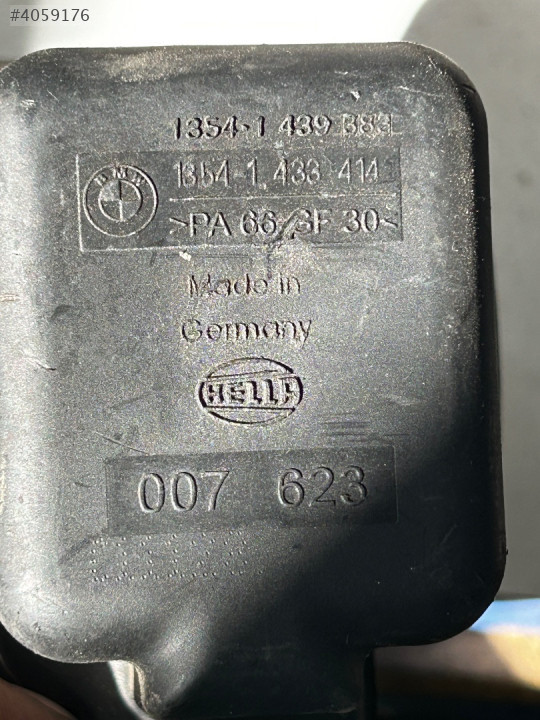 #4059176
1354-1 439 383
BMW
1354-1 433 414
>PA 66 30<
Made in
Germany
HELLA
007 623